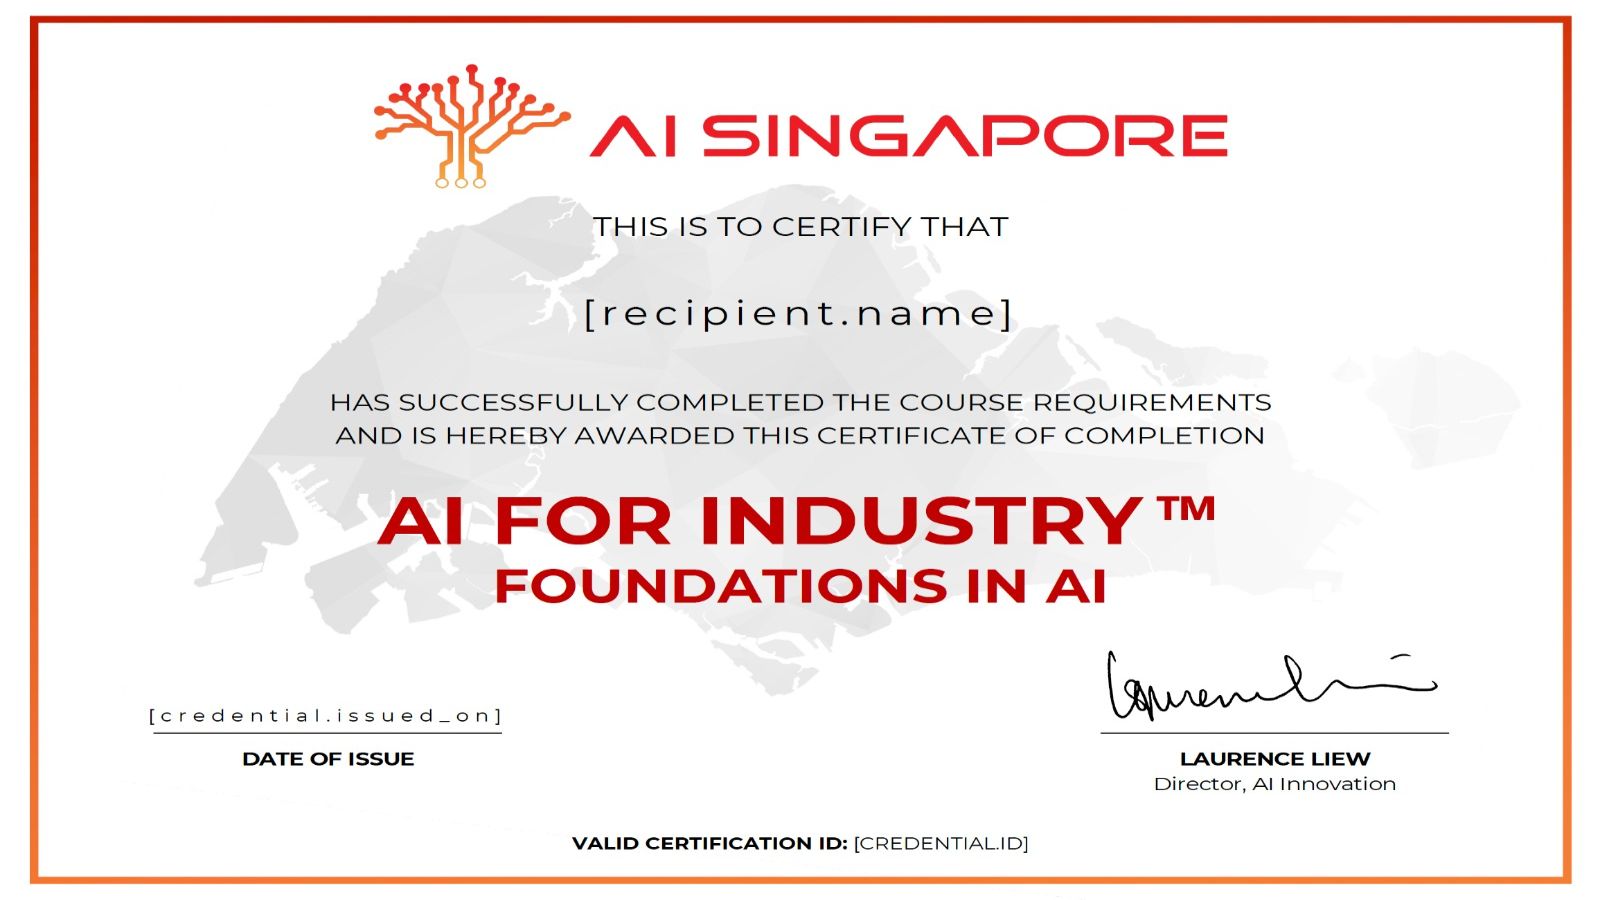 AI SINGAPORE
THIS IS TO CERTIFY THAT
[recipient.name]
HAS SUCCESSFULLY COMPLETED THE COURSE REQUIREMENTS
AND IS HEREBY AWARDED THIS CERTIFICATE OF COMPLETION
AI FOR INDUSTRY™
FOUNDATIONS IN AI
[credential.issued_on]
DATE OF ISSUE
LAURENCE LIEW
Director, AI Innovation
VALID CERTIFICATION ID: [CREDENTIAL.ID]